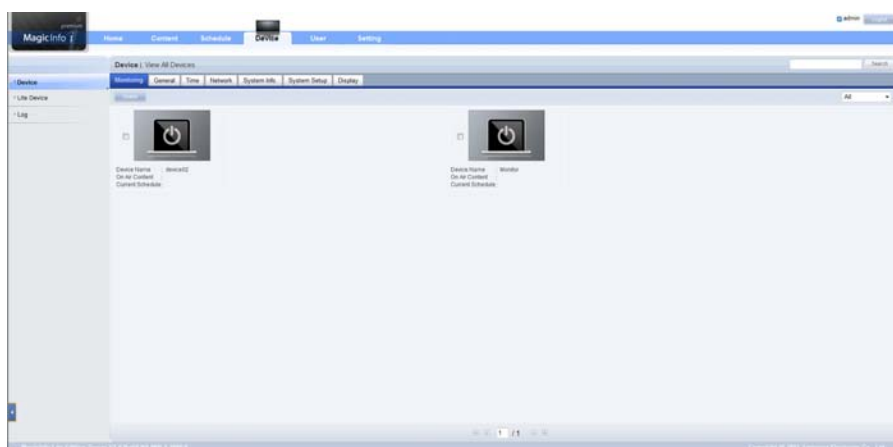 premium
MagicInfo i
admin
Home Content Schedule Device User Setting
Device | View All Devices
Search
Device
Lite Device
Log
Monitoring General Time Network System Info. System Setup Display
All
Device Name : device02
On Air Content :
Current Schedule :
Device Name : Monitor
On Air Content :
Current Schedule :
1 /1